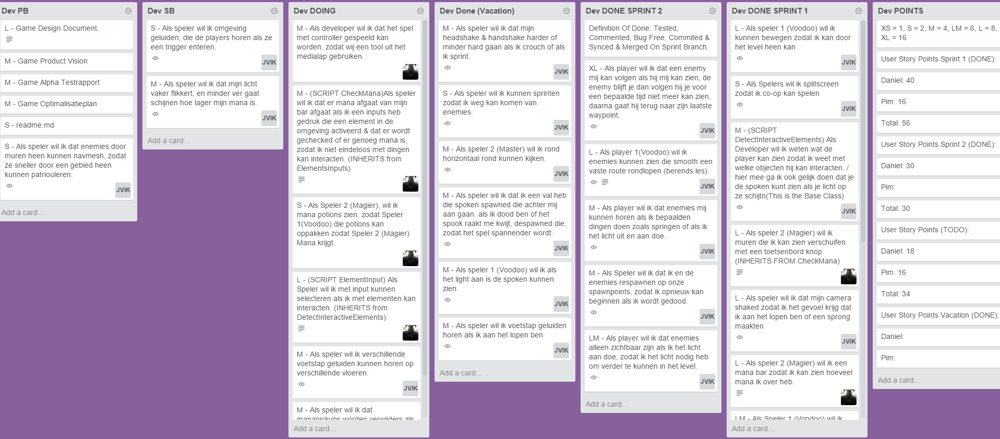 Dev PB
L - Game Design Document.
M - Game Product Vision
M - Game Alpha Testrapport
M - Game Optimalisatieplan
S - readme.md
S - Als speler wil ik dat enemies door
muren heen kunnen navmesh, zodat
ze sneller door een gebied heen
kunnen patriouleren.
JVIK
Add a card...
Dev SB
S - Als speler wil ik omgeving
geluiden, die de players horen als ze
een trigger enteren.
JVIK
M - Als speler wil ik dat mijn licht
vaker flikkert, en minder ver gaat
schijnen hoe lager mijn mana is.
JVIK
Add a card...
Dev DOING
M - Als developer wil ik dat het spel
met controller gespeeld kan
worden, zodat wij een tool uit het
medialap gebruiken.
M - (SCRIPT CheckMana)Als speler
wil ik dat er mana afgaat van mijn
bar afgaat als ik een inputs heb
gedruk die een element in de
omgeving activeerd & dat er wordt
gechecked of er genoeg mana is,
zodat ik niet eindeloos met dingen
kan interacten. (INHERITS from
ElementsInputs)
S - Als Speler 2 (Magier), wil ik
mana potions zien, zodat Speler
1(Voodoo) die potions kan
oppakken zodat Speler 2 (Magier)
Mana krijgt.
L - (SCRIPT ElementInput) Als
Speler wil ik met input kunnen
selecteren als ik met elementen kan
interacten. (INHERITS from
DetectInteractiveElements).
M - Als speler wil ik verschillende
voetstap geluiden kunnen horen op
verschillende vloeren.
JVIK
M - Als speler wil ik dat
manapickups worden verwijders als
Add a card...
Dev Done (Vacation)
M - Als speler wil ik dat mijn
headshake & handshake harder of
minder hard gaan als ik crouch of als
ik sprint.
JVIK
S - Als speler wil ik kunnen sprinten
zodat ik weg kan komen van
enemies.
JVIK
M - Als speler 2 (Master) wil ik rond
horizontaal rond kunnen kijken.
JVIK
M - Als speler wil ik dat ik een val heb
die spoken spawned die achter mij
aan gaan. als ik dood ben of het
spook raakt me kwijt, despawned die,
zodat het spel spannender wordt.
JVIK
M - Als speler 1 (Voodoo) wil ik als
het light aan is de spoken kunnen
zien.
JVIK
M - Als speler wil ik voetstap geluiden
horen als ik aan het lopen ben
JVIK
Add a card...
Dev DONE SPRINT 2
Definition Of Done: Tested,
Commented, Bug Free, Commited &
Synced & Merged On Sprint Branch.
XL - Als player wil ik dat een enemy
mij kan volgen als hij mij kan zien, de
enemy blijft je dan volgen hij je voor
een bepaalde tijd niet meer kan zien,
daarna gaat hij terug naar zijn laatste
waypoint.
JVIK
L - Als player 1(Voodoo) wil ik
enemies kunnen zien die smooth een
vaste route rondlopen (berends les).
JVIK
M - Als player wil ik dat enemies mij
kunnen horen als ik bepaalden
dingen doen zoals springen of als ik
het licht uit en aan doe.
JVIK
M - Als Speler wil ik dat ik en de
enemies respawnen op onze
spawnpoints, zodat ik opnieuw kan
beginnen als ik wordt gedood.
JVIK
LM - Als player wil ik dat enemies
alleen zichtbaar zijn als ik het licht
aan doe, zodat ik het licht nodig heb
om verder te kunnen in het level.
JVIK
Add a card...
Dev DONE SPRINT 1
L - Als speler 1 (Voodoo) wil ik
kunnen bewegen zodat ik kan door
het level heen kan
JVIK
S - Als Spelers wil ik splitscreen
zodat ik co-op kan spelen
JVIK
M - (SCRIPT
DetectInteractiveElements) Als
Developer wil ik weten wat de
player kan zien zodat ik weet met
welke objecten hij kan interacten. /
hier mee ga ik ook gelijk doen dat je
de spoken kunt zien als je licht op
ze schijtn(This is the Base Class)
JVIK
L - Als speler 2 (Magier) wil ik
muren die ik kan zien verschuifen
met een toetsenbord knop.
(INHERITS FROM CheckMana)
L - Als speler wil ik dat mijn camera
shaked zodat ik het gevoel krijg dat
ik aan het lopen ben of een sprong
maakten
JVIK
L - Als speler 2 (Magier) wil ik een
mana bar zodat ik kan zien hoeveel
mana ik over heb.
LM - Als Speler 1 (Voodoo) wil ik
Add a card...
Dev POINTS
XS = 1, S = 2, M = 4, LM = 6, L = 8,
XL = 16
User Story Points Sprint 1 (DONE):
Daniel: 40
Pim: 16
Total: 56
User Story Points Sprint 2 (DONE):
Daniel: 30
Pim:
Total: 30
User Story Points (TODO):
Daniel: 18
Pim: 16
Total: 34
User Story Points Vacation (DONE):
Daniel:
Pim:
Add a card...